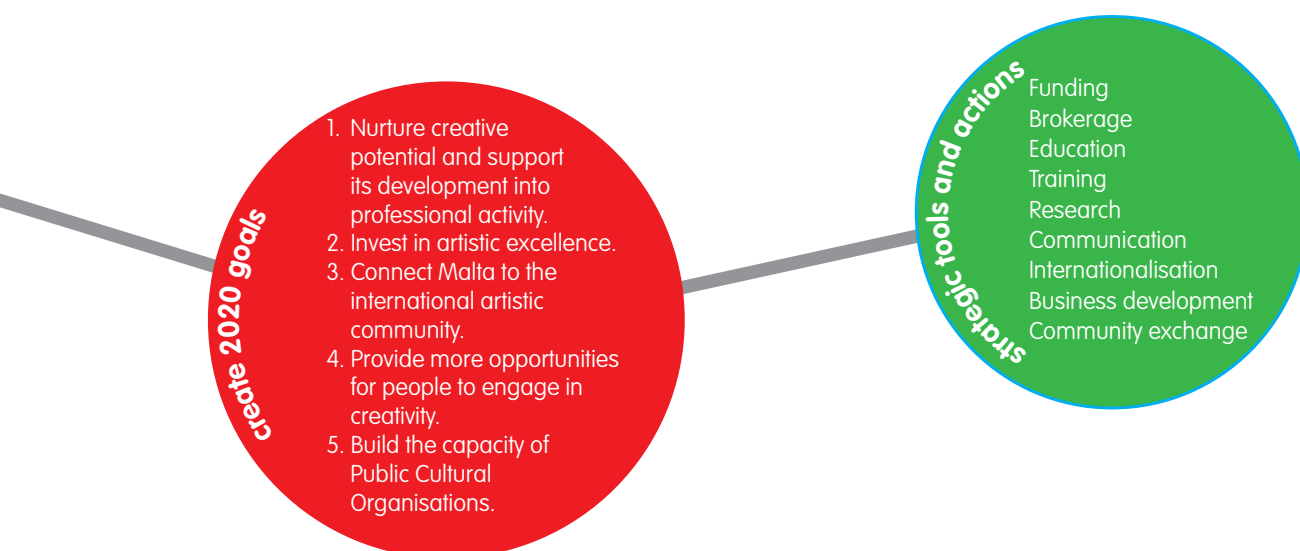 create 2020 goals
1. Nurture creative
potential and support
its development into
professional activity.
2. Invest in artistic excellence.
3. Connect Malta to the
international artistic
community.
4. Provide more opportunities
for people to engage in
creativity.
5. Build the capacity of
Public Cultural
Organisations.
strategic tools and actions
Funding
Brokerage
Education
Training
Research
Communication
Internationalisation
Business development
Community exchange